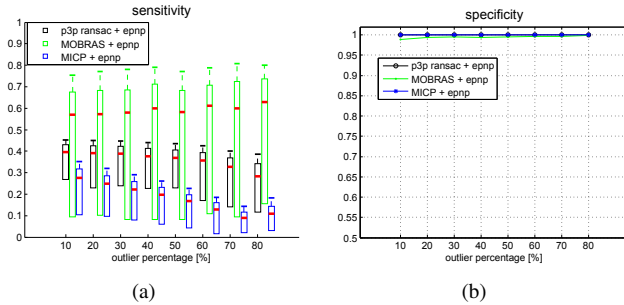 sensitivity
1
0.9
0.8
0.7
0.6
0.5
0.4
0.3
0.2
0.1
0
p3p ransac + epnp
MOBRAS + epnp
MICP + epnp
10 20 30 40 50 60 70 80
outlier percentage [%]
(a)
specificity
1
0.95
0.9
0.85
0.8
0.75
0.7
0.65
0.6
0.55
0.5
p3p ransac + epnp
MOBRAS + epnp
MICP + epnp
10 20 30 40 50 60 70 80
outlier percentage [%]
(b)